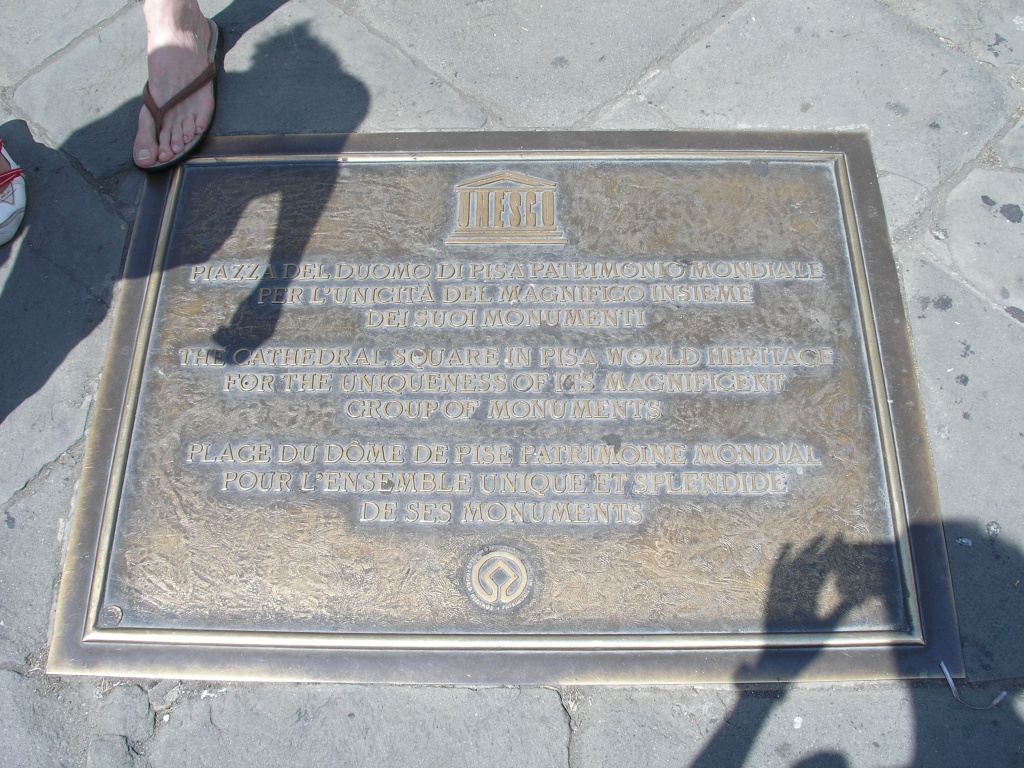 UNESCO
PIAZZA DEL DUOMO DI PISA PATRIMONIO MONDIALE
PER L'UNICITÀ DEL MAGNIFICO INSIEME
DEI SUOI MONUMENTI
THE CATHEDRAL SQUARE IN PISA WORLD HERITAGE
FOR THE UNIQUENESS OF ITS MAGNIFICENT
GROUP OF MONUMENTS
PLACE DU DÔME DE PISE PATRIMOINE MONDIAL
POUR L'ENSEMBLE UNIQUE ET SPLENDIDE
DE SES MONUMENTS